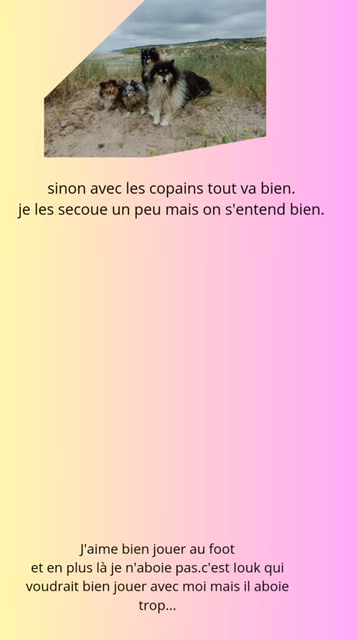 sinon avec les copains tout va bien.
je les secoue un peu mais on s'entend bien.
J'aime bien jouer au foot
et en plus là je n'aboie pas.c'est Iouk qui
voudrait bien jouer avec moi mais il aboie
trop...